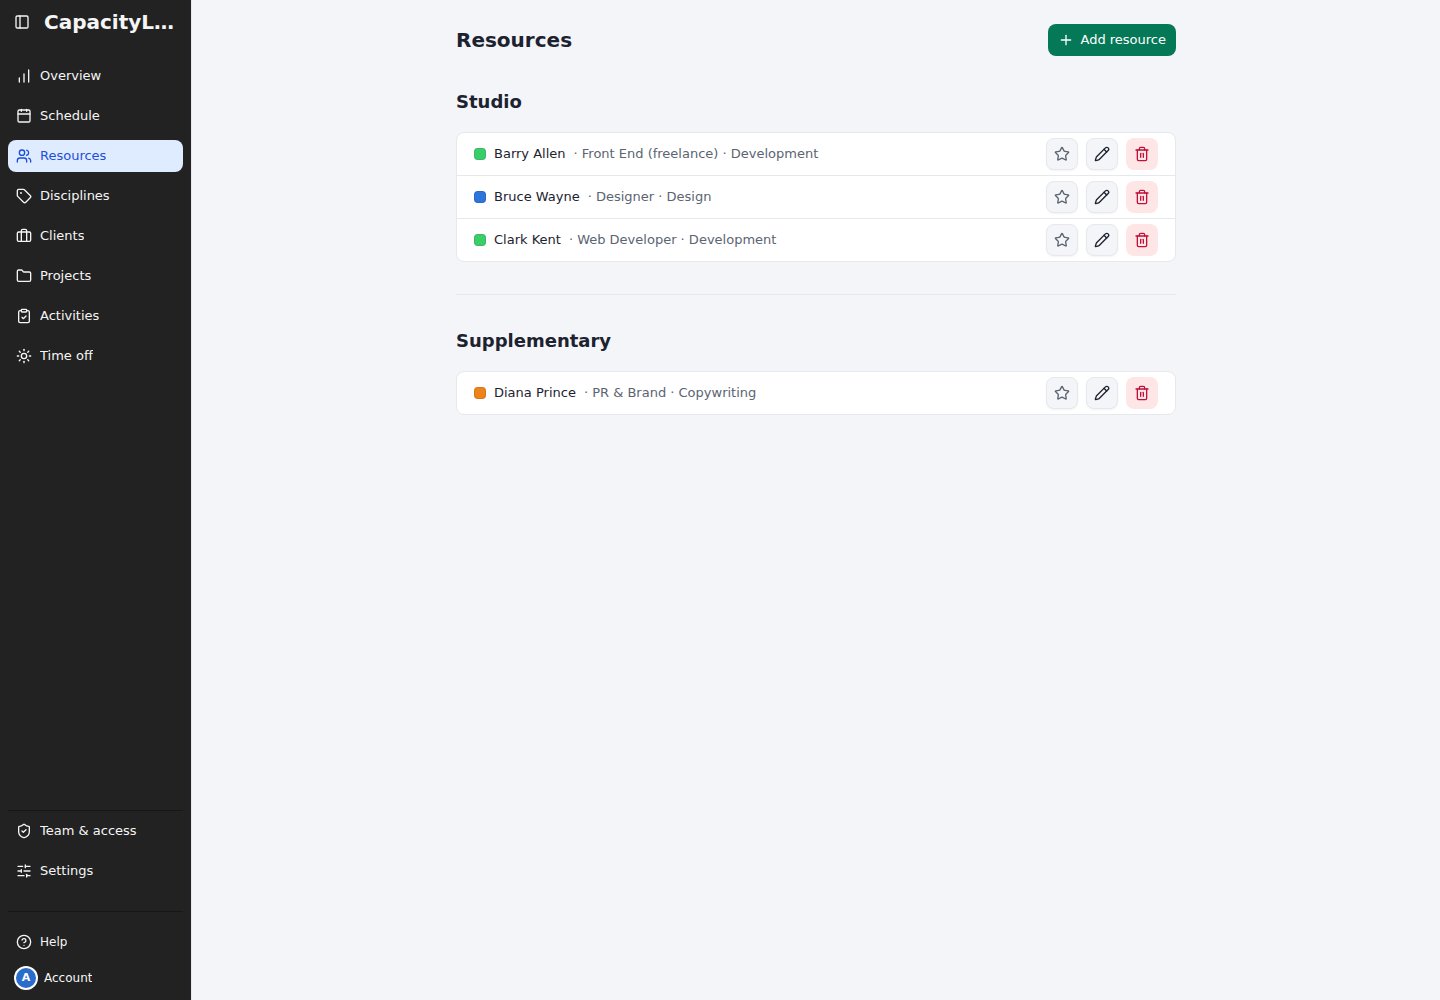 CapacityL...
Overview
Schedule
Resources
Disciplines
Clients
Projects
Activities
Time off
Team & access
Settings
Help
A Account
Resources
Add resource
Studio
Barry Allen · Front End (freelance) · Development
Bruce Wayne · Designer · Design
Clark Kent · Web Developer · Development
Supplementary
Diana Prince · PR & Brand · Copywriting